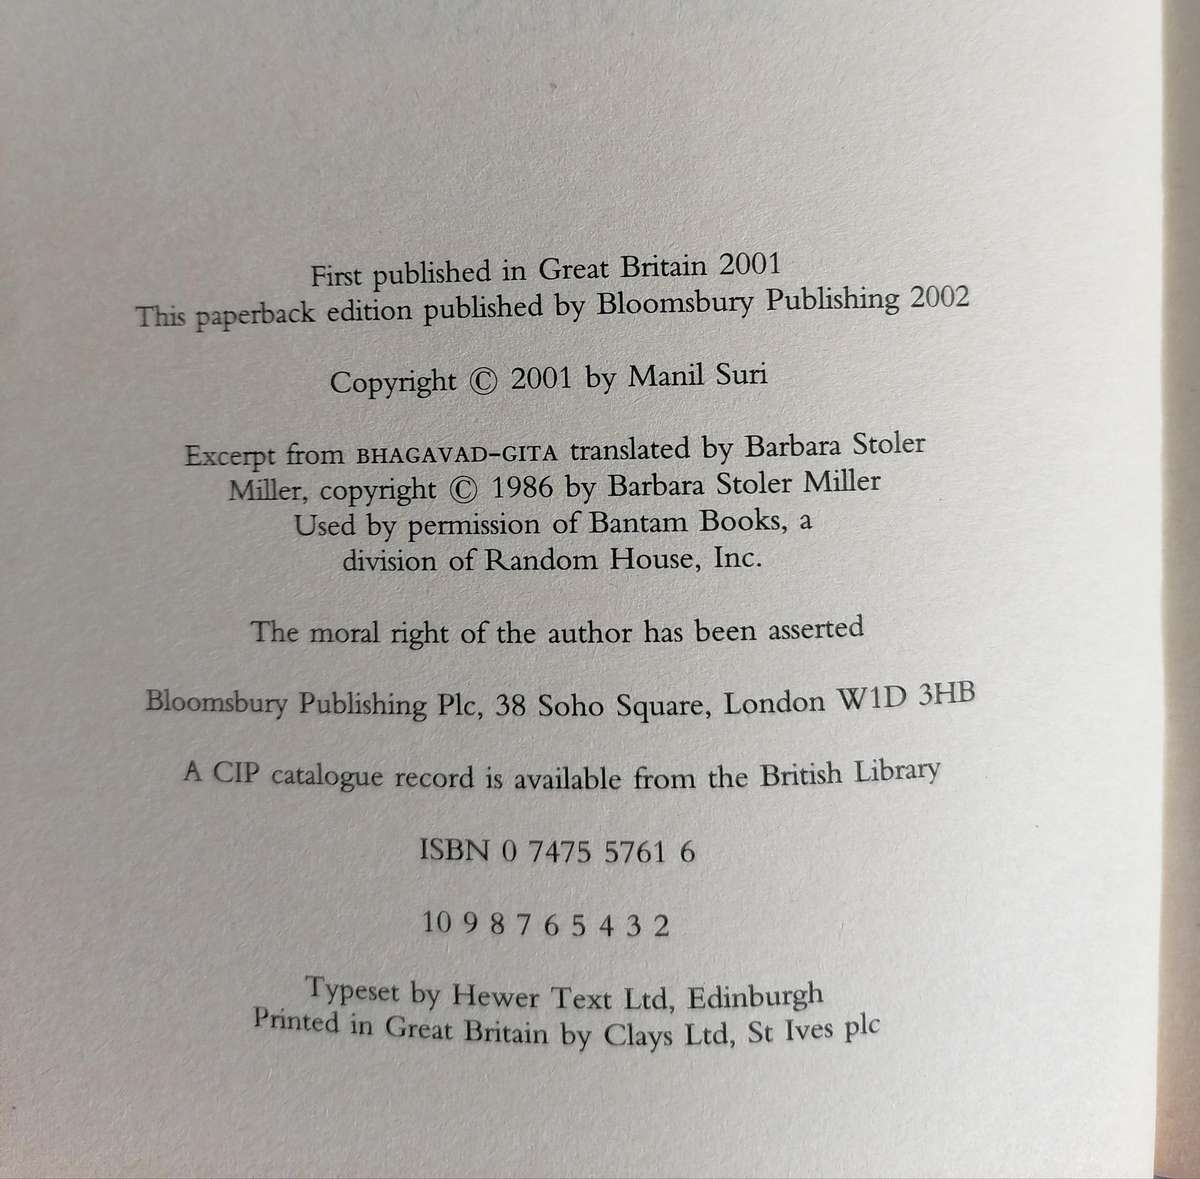 First published in Great Britain 2001
This paperback edition published by Bloomsbury Publishing 2002
Copyright © 2001 by Manil Suri
Excerpt from BHAGAVAD-GITA translated by Barbara Stoler
Miller, copyright © 1986 by Barbara Stoler Miller
Used by permission of Bantam Books, a
division of Random House, Inc.
The moral right of the author has been asserted
Bloomsbury Publishing Plc, 38 Soho Square, London W1D 3HB
A CIP catalogue record is available from the British Library
ISBN 0 7475 5761 6
10 9 8 7 6 5 4 3 2
Typeset by Hewer Text Ltd, Edinburgh
Printed in Great Britain by Clays Ltd, St Ives plc